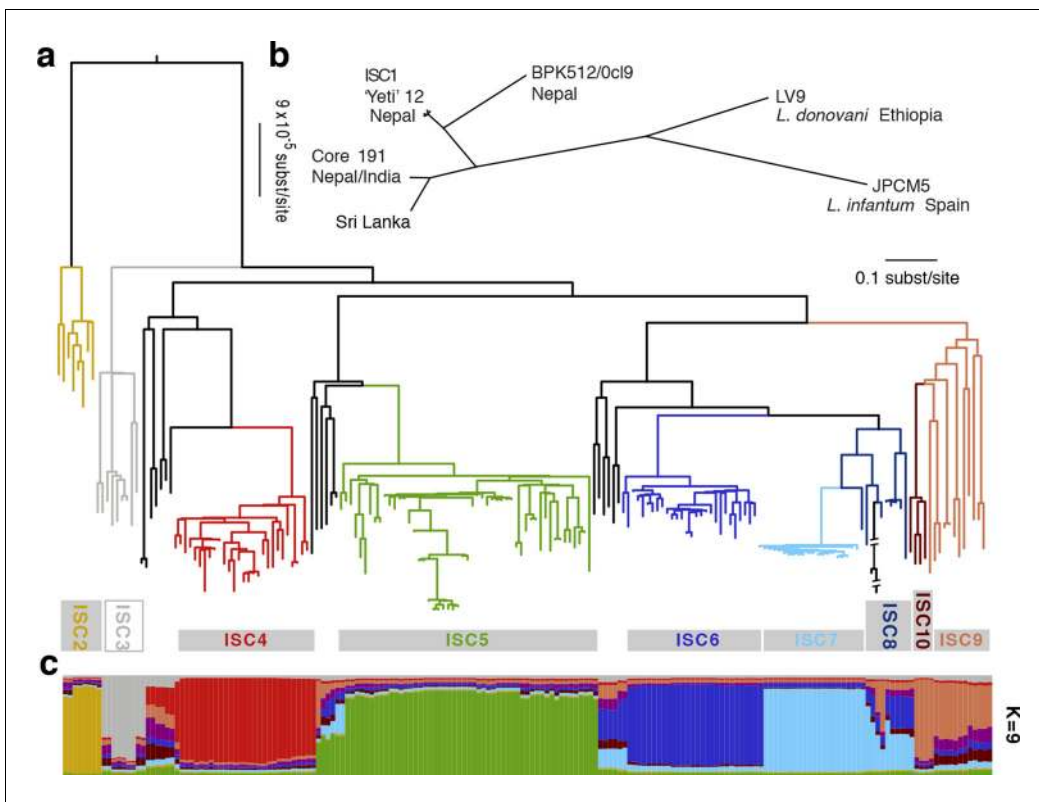 a
b
9 x 10⁻⁵ subst/site
ISC1
'Yeti' 12
Nepal
BPK512/0cl9
Nepal
LV9
L. donovani Ethiopia
Core 191
Nepal/India
JPCM5
L. infantum Spain
Sri Lanka
0.1 subst/site
ISC2
ISC3
ISC4
ISC5
ISC6
ISC7
ISC8
ISC10
ISC9
c
K=9